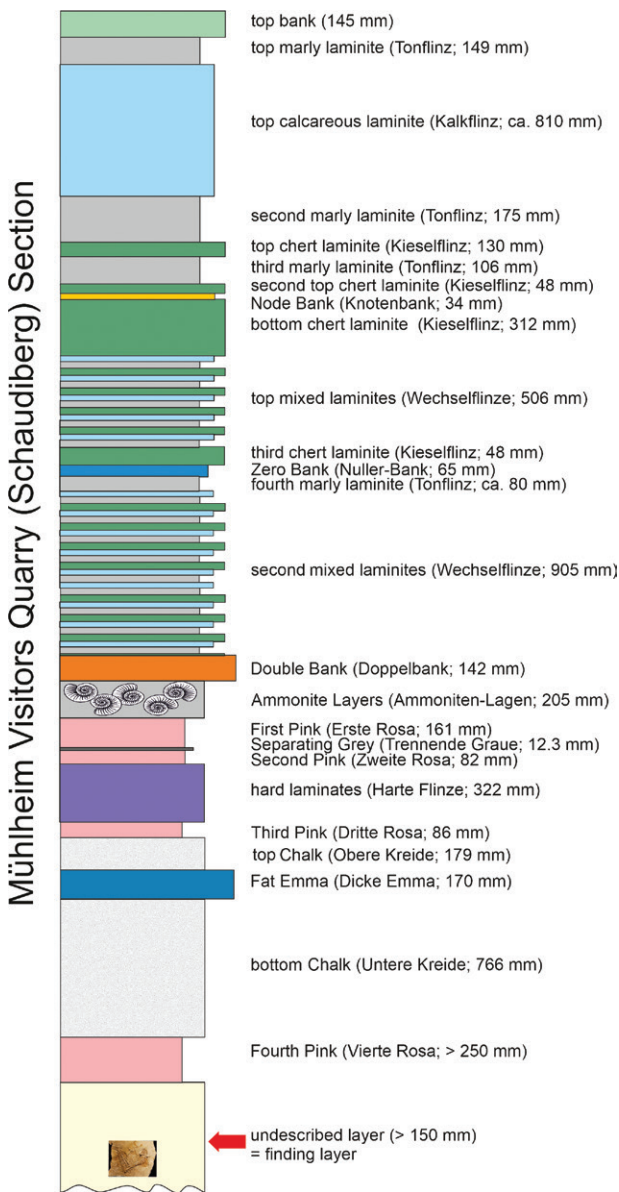 Mühlheim Visitors Quarry (Schaudiberg) Section
top bank (145 mm)
top marly laminite (Tonflinz; 149 mm)
top calcareous laminite (Kalkflinz; ca. 810 mm)
second marly laminite (Tonflinz; 175 mm)
top chert laminite (Kieselflinz; 130 mm)
third marly laminite (Tonflinz; 106 mm)
second top chert laminite (Kieselflinz; 48 mm)
Node Bank (Knotenbank; 34 mm)
bottom chert laminite (Kieselflinz; 312 mm)
top mixed laminites (Wechselflinze; 506 mm)
third chert laminite (Kieselflinz; 48 mm)
Zero Bank (Nuller-Bank; 65 mm)
fourth marly laminite (Tonflinz; ca. 80 mm)
second mixed laminites (Wechselflinze; 905 mm)
Double Bank (Doppelbank; 142 mm)
Ammonite Layers (Ammoniten-Lagen; 205 mm)
First Pink (Erste Rosa; 161 mm)
Separating Grey (Trennende Graue; 12.3 mm)
Second Pink (Zweite Rosa; 82 mm)
hard laminates (Harte Flinze; 322 mm)
Third Pink (Dritte Rosa; 86 mm)
top Chalk (Obere Kreide; 179 mm)
Fat Emma (Dicke Emma; 170 mm)
bottom Chalk (Untere Kreide; 766 mm)
Fourth Pink (Vierte Rosa; > 250 mm)
undescribed layer (> 150 mm)
= finding layer